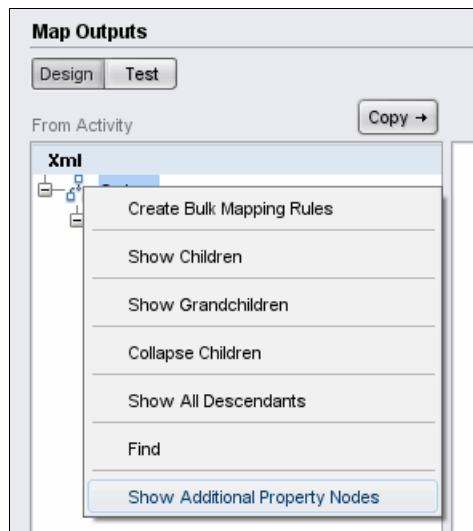 Map Outputs
Design Test
From Activity Copy →
Xml
Create Bulk Mapping Rules
Show Children
Show Grandchildren
Collapse Children
Show All Descendants
Find
Show Additional Property Nodes